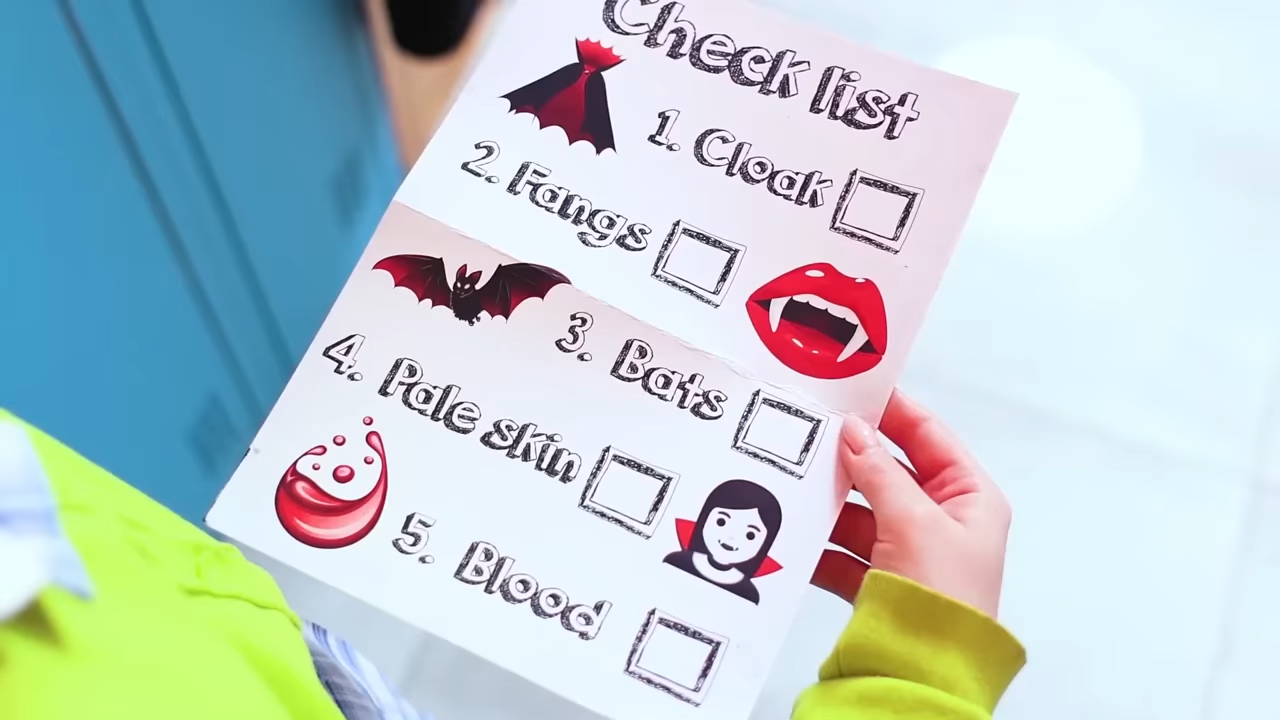 Check list
1. Cloak
2. Fangs
3. Bats
4. Pale skin
5. Blood